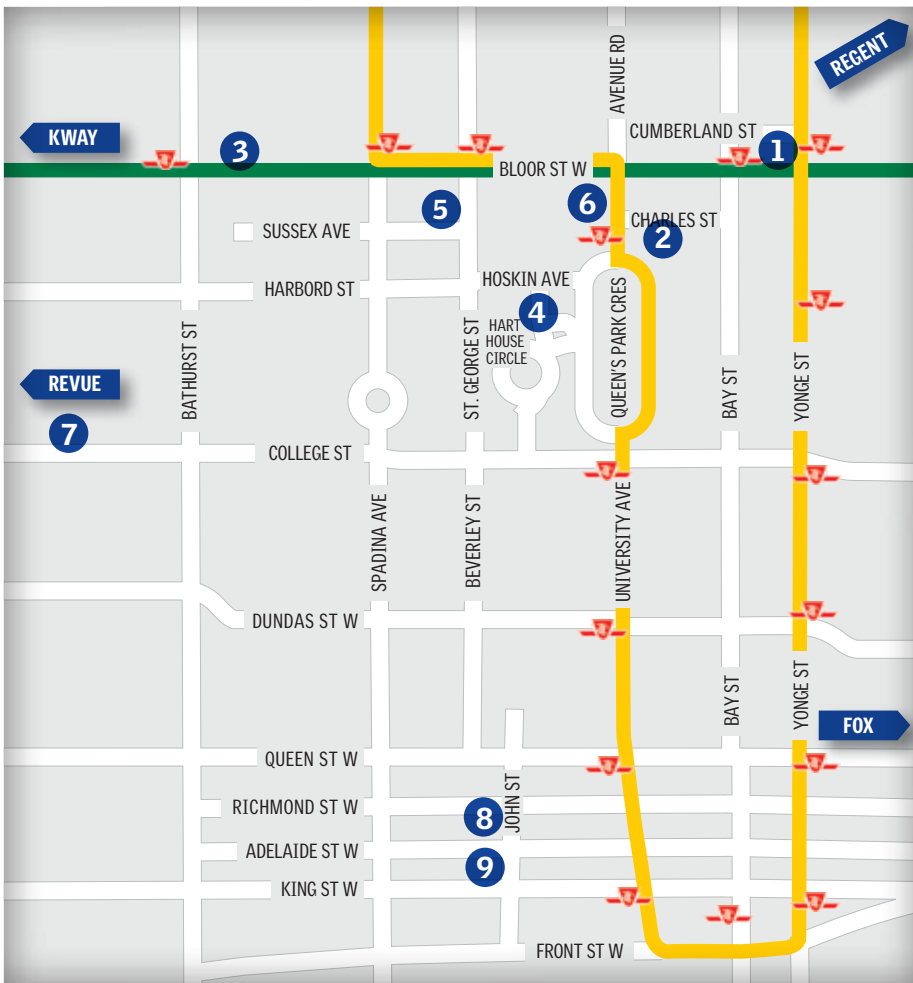 AVENUE RD
REGENT
KWAY
CUMBERLAND ST
3
1
BLOOR ST W
5
6
CHARLES ST
SUSSEX AVE
2
HOSKIN AVE
HARBORD ST
4
HART
HOUSE
CIRCLE
QUEEN'S PARK CRES
BATHURST ST
ST. GEORGE ST
BAY ST
YONGE ST
REVUE
7
COLLEGE ST
SPADINA AVE
BEVERLEY ST
UNIVERSITY AVE
DUNDAS ST W
BAY ST
YONGE ST
FOX
QUEEN ST W
JOHN ST
RICHMOND ST W
8
ADELAIDE ST W
9
KING ST W
FRONT ST W